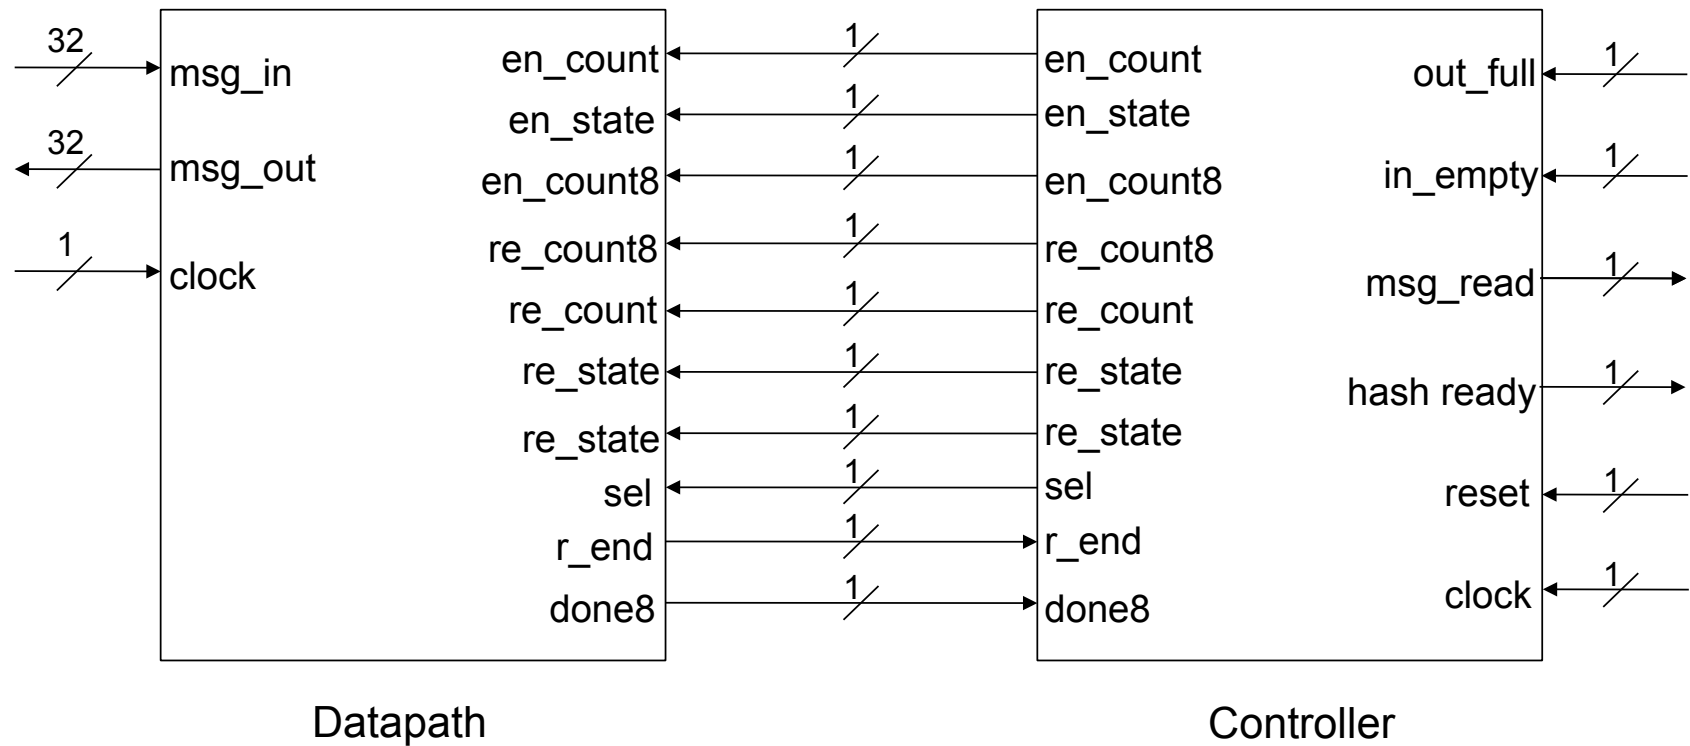 32
msg_in
32
msg_out
1
clock
en_count
en_state
en_count8
re_count8
re_count
re_state
re_state
sel
r_end
done8
1
1
1
1
1
1
1
1
1
1
en_count
en_state
en_count8
re_count8
re_count
re_state
re_state
sel
r_end
done8
out_full
1
in_empty
1
msg_read
1
hash ready
1
reset
1
clock
1
Datapath
Controller